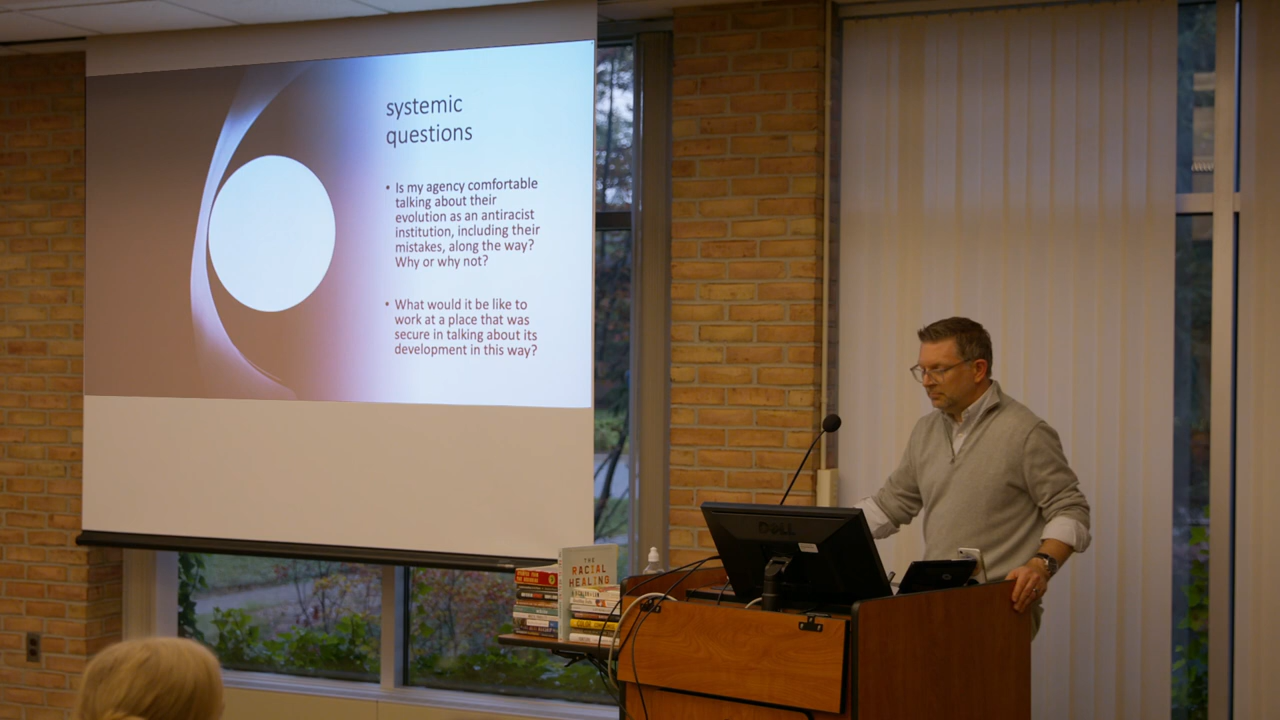 systemic
questions
• Is my agency comfortable
talking about their
evolution as an antiracist
institution, including their
mistakes, along the way?
Why or why not?
• What would it be like to
work at a place that was
secure in talking about its
development in this way?
THE
RACIAL
HEALING
DELL